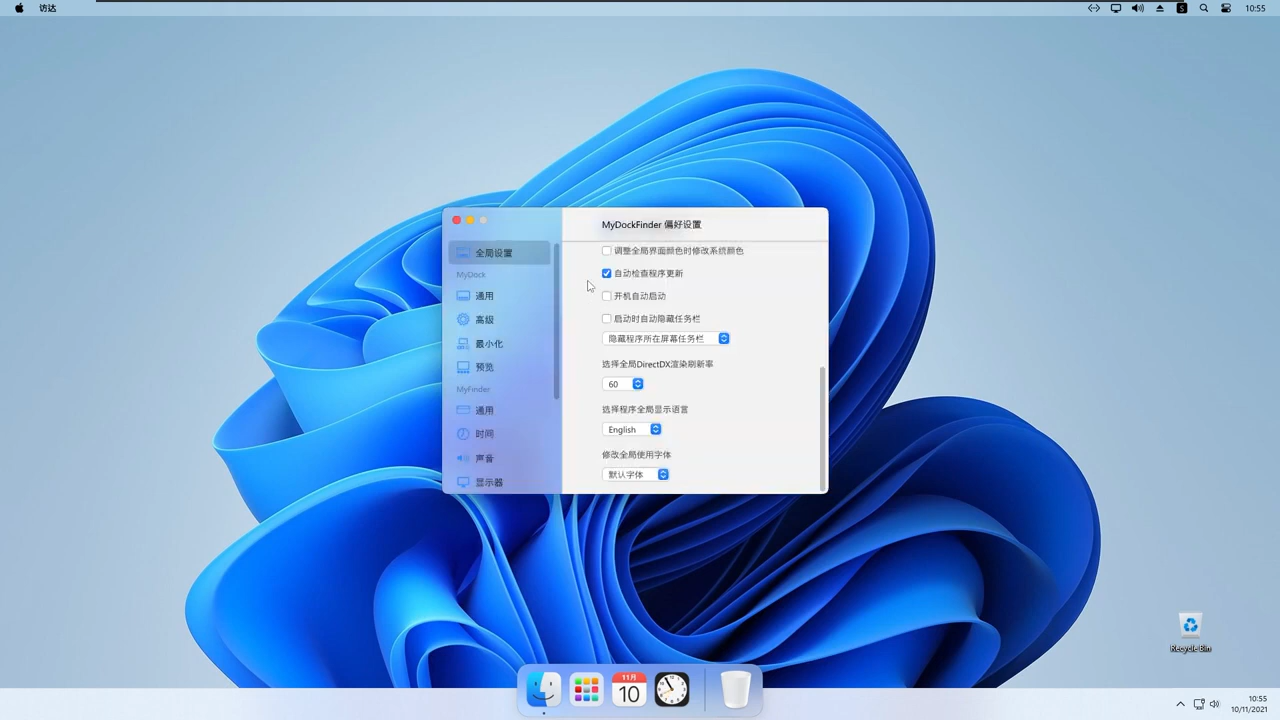 访达
S
10:55
MyDockFinder 偏好设置
全局设置
MyDock
通用
高级
最小化
预览
MyFinder
通用
时间
声音
显示器
调整全局界面颜色时修改系统颜色
自动检查程序更新
开机自动启动
启动时自动隐藏任务栏
隐藏程序所在屏幕任务栏
选择全局DirectDX渲染刷新率
60
选择程序全局显示语言
English
修改全局使用字体
默认字体
Recycle Bin
11月
10
10:55
10/11/2021